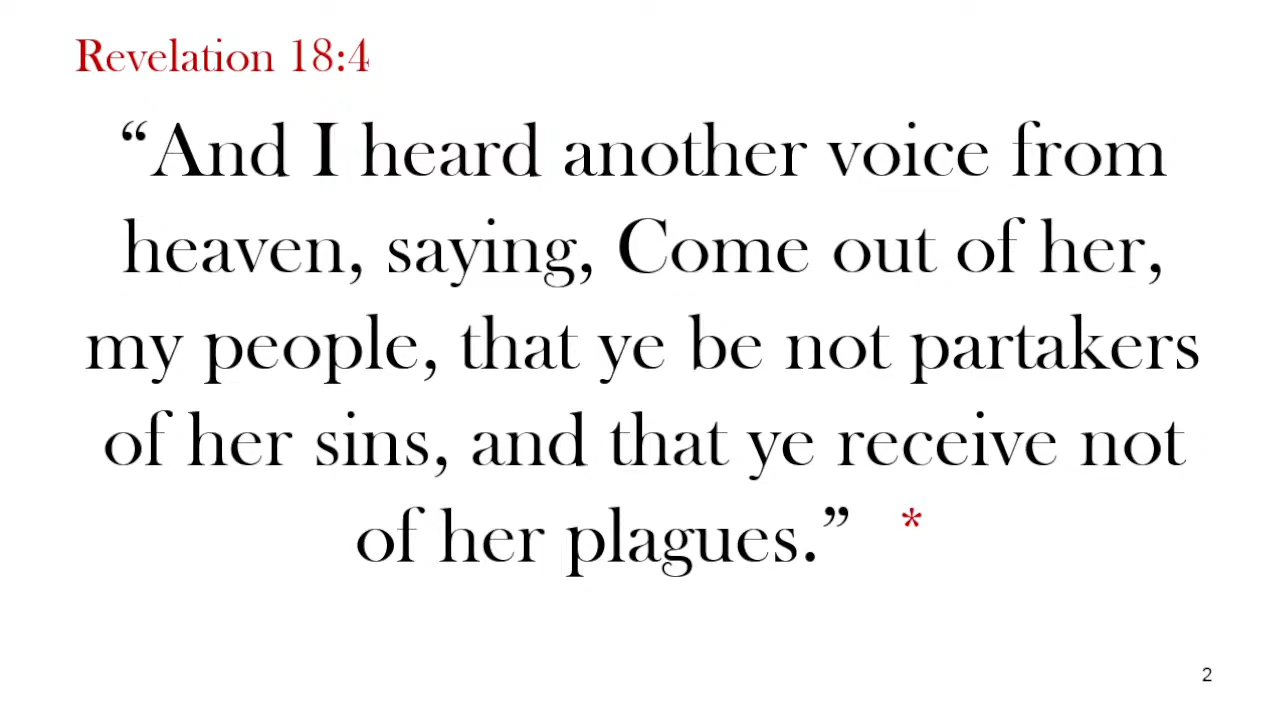 Revelation 18:4
“And I heard another voice from
heaven, saying, Come out of her,
my people, that ye be not partakers
of her sins, and that ye receive not
of her plagues.” *
2